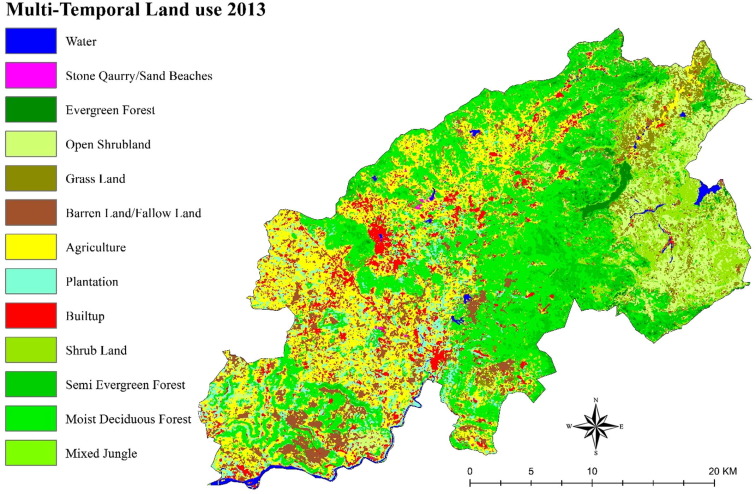 Multi-Temporal Land use 2013
Water
Stone Qaurry/Sand Beaches
Evergreen Forest
Open Shrubland
Grass Land
Barren Land/Fallow Land
Agriculture
Plantation
Builtup
Shrub Land
Semi Evergreen Forest
Moist Deciduous Forest
Mixed Jungle
N
W E
S
0 5 10 20 KM